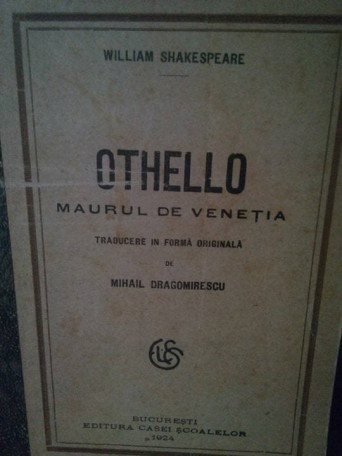 WILLIAM SHAKESPEARE
OTHELLO
MAURUL DE VENEȚIA
TRADUCERE IN FORMĂ ORIGINALĂ
DE
MIHAIL DRAGOMIRESCU
BUCUREȘTI
EDITURA CASEI ȘCOALELOR
1924